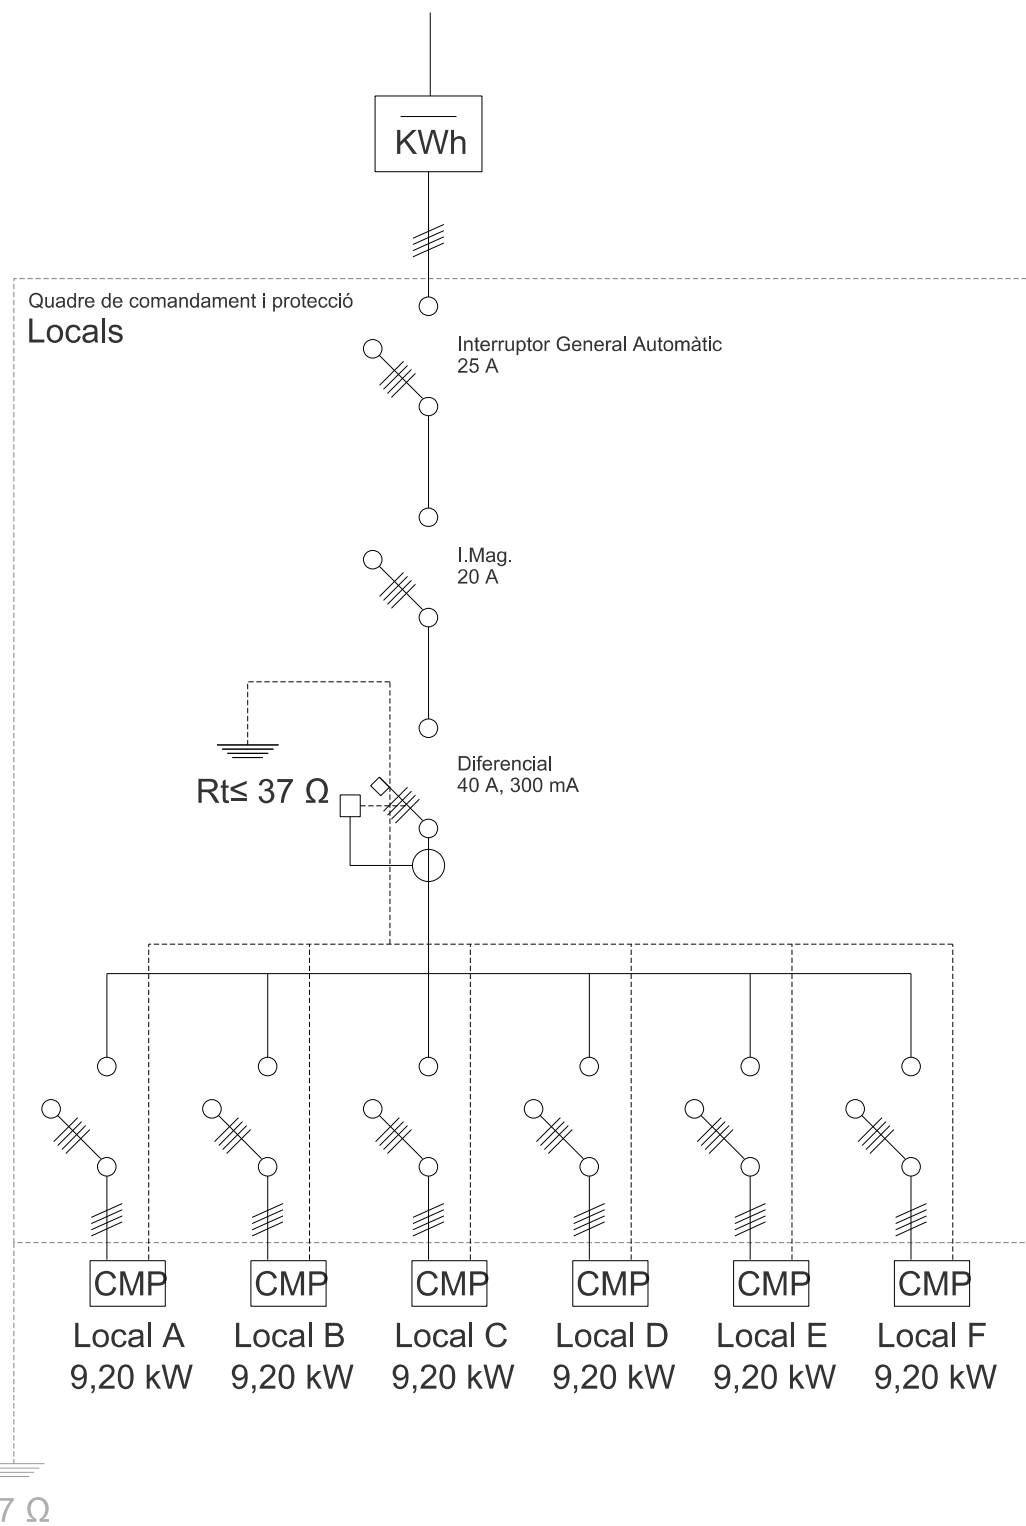 KWh
Quadre de comandament i protecció
Locals
Interruptor General Automàtic
25 A
I.Mag.
20 A
Diferencial
40 A, 300 mA
Rt≤ 37 Ω
CMP CMP CMP CMP CMP CMP
Local A Local B Local C Local D Local E Local F
9,20 kW 9,20 kW 9,20 kW 9,20 kW 9,20 kW 9,20 kW
7 Ω